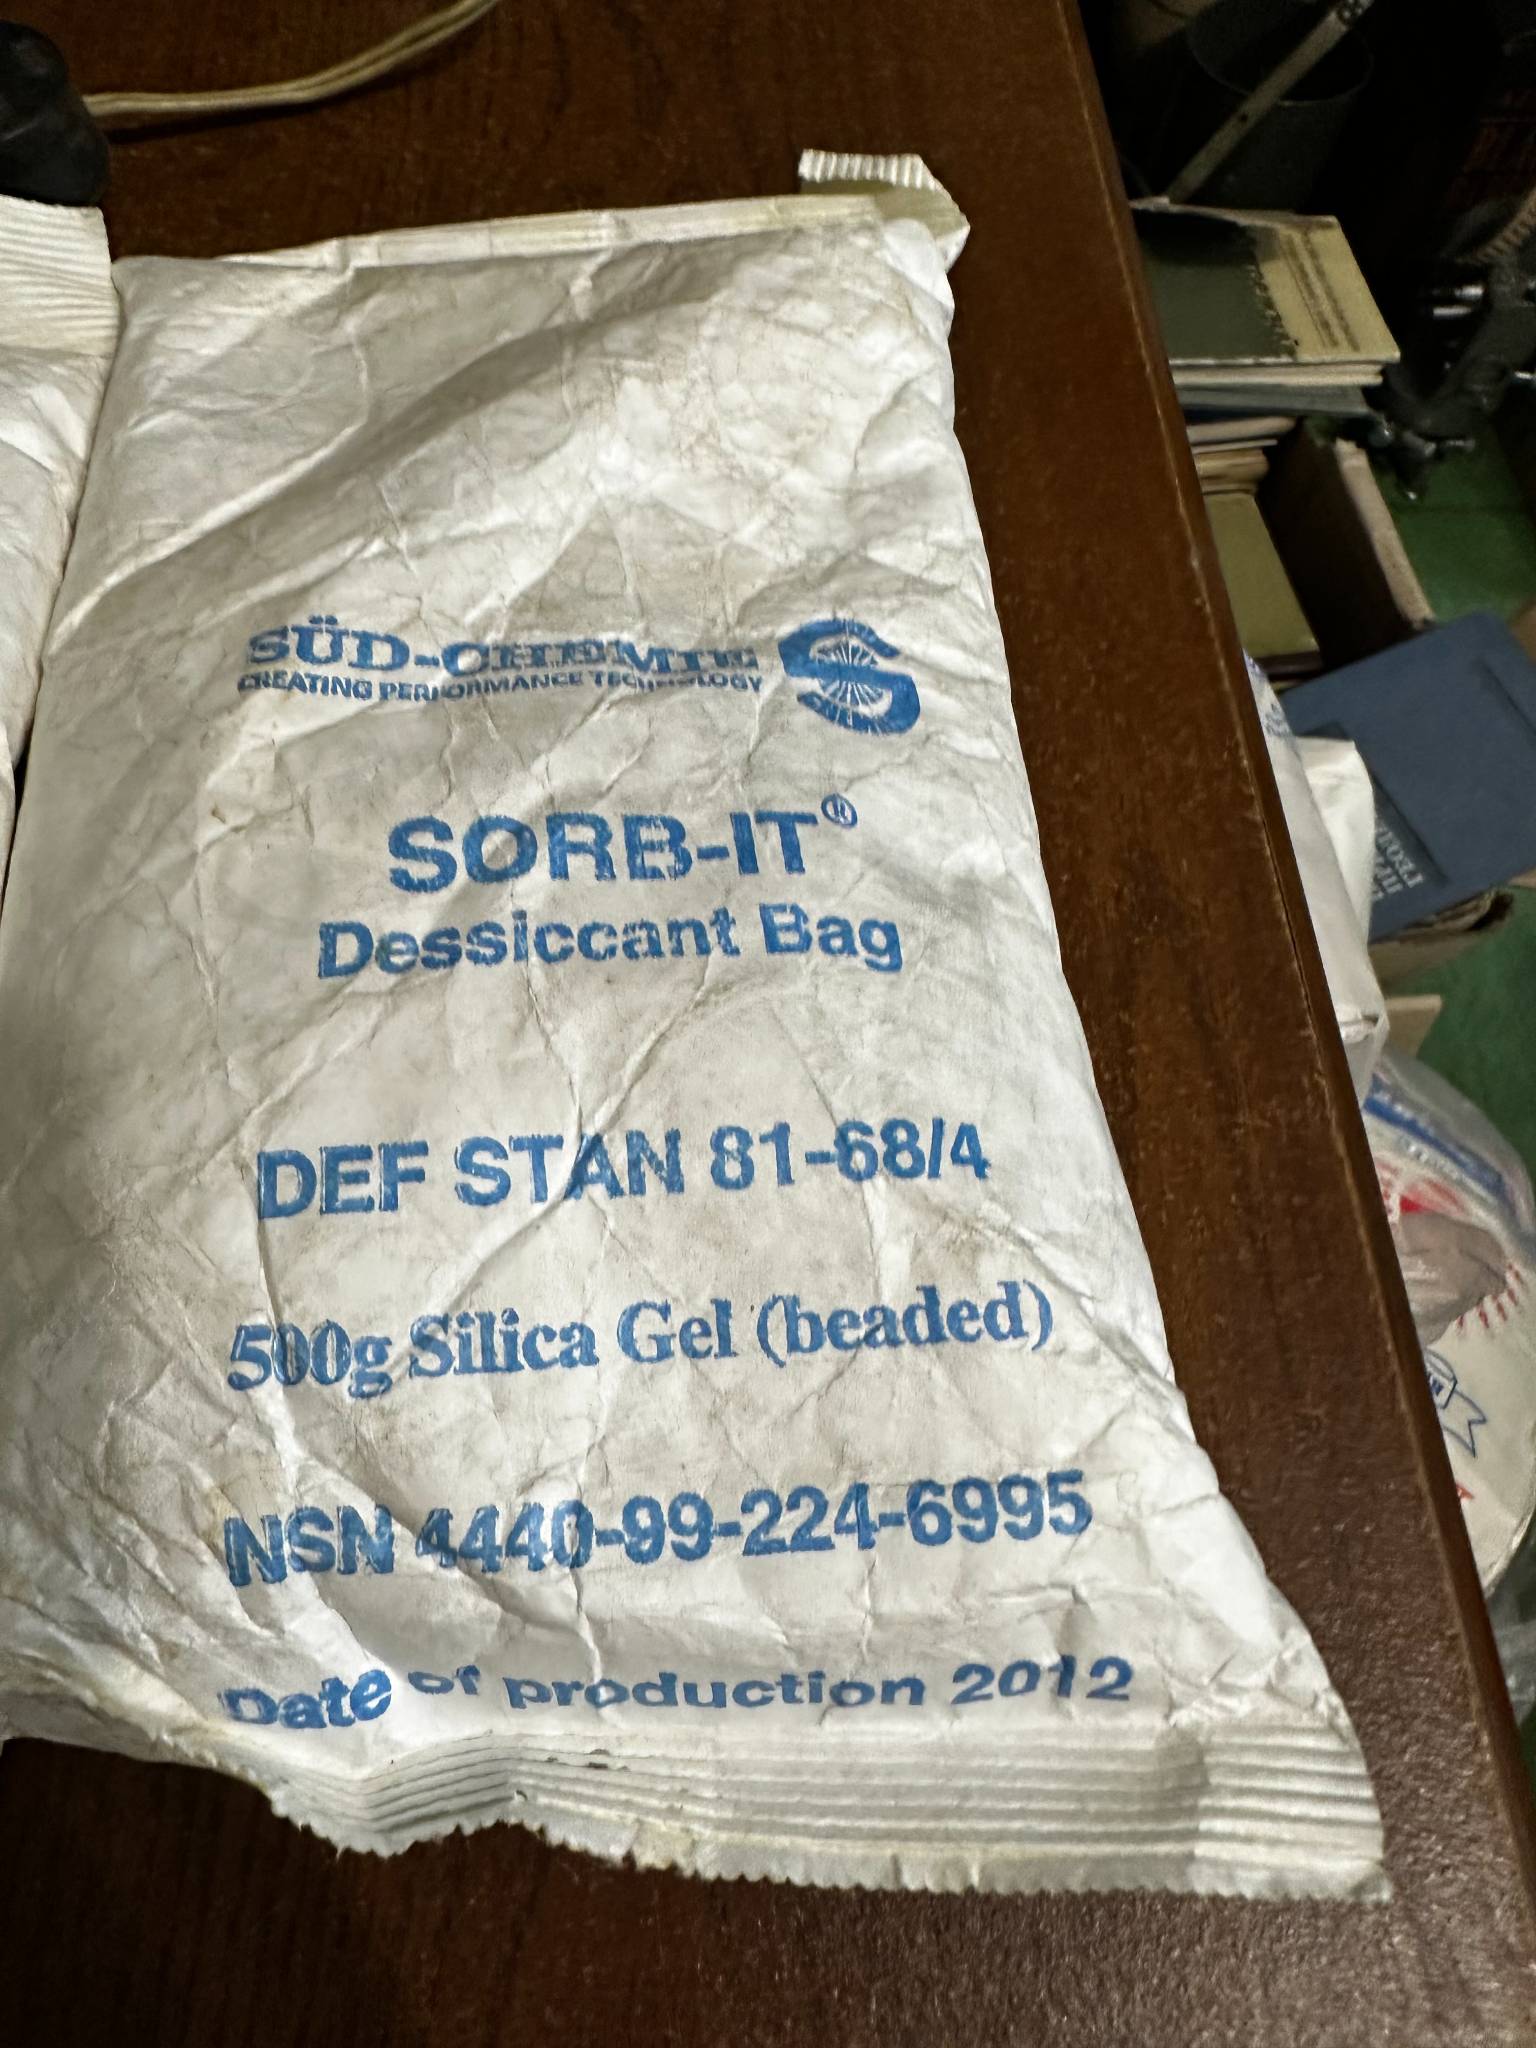 SÜD-CHEMIE
CREATING PERFORMANCE TECHNOLOGY
SORB-IT®
Dessiccant Bag
DEF STAN 81-68/4
500g Silica Gel (beaded)
NSN 4440-99-224-6995
Date of production 2012